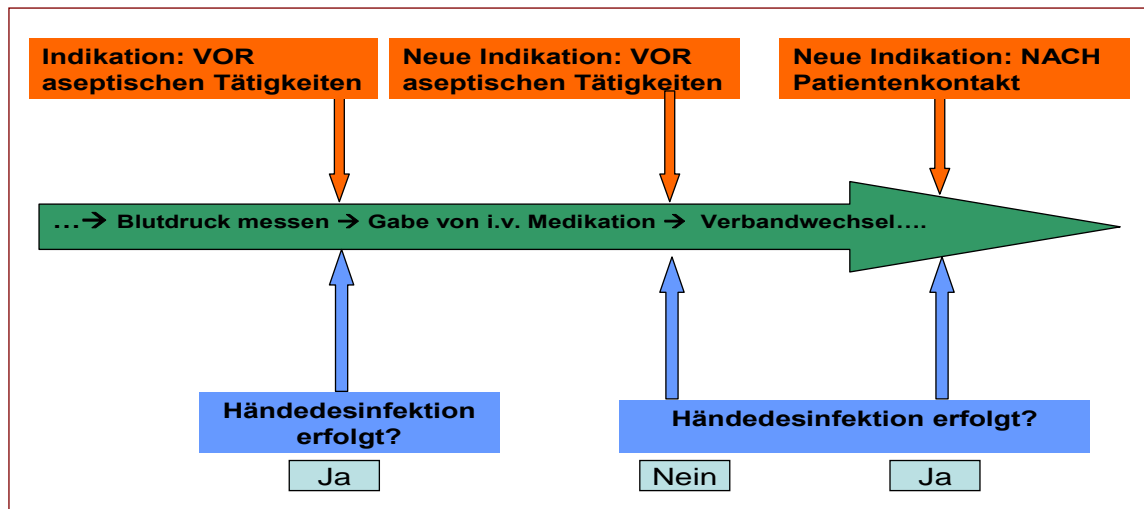 Indikation: VOR
aseptischen Tätigkeiten
Neue Indikation: VOR
aseptischen Tätigkeiten
Neue Indikation: NACH
Patientenkontakt
...→ Blutdruck messen → Gabe von i.v. Medikation → Verbandwechsel....
Händedesinfektion
erfolgt?
Händedesinfektion erfolgt?
Ja
Nein
Ja